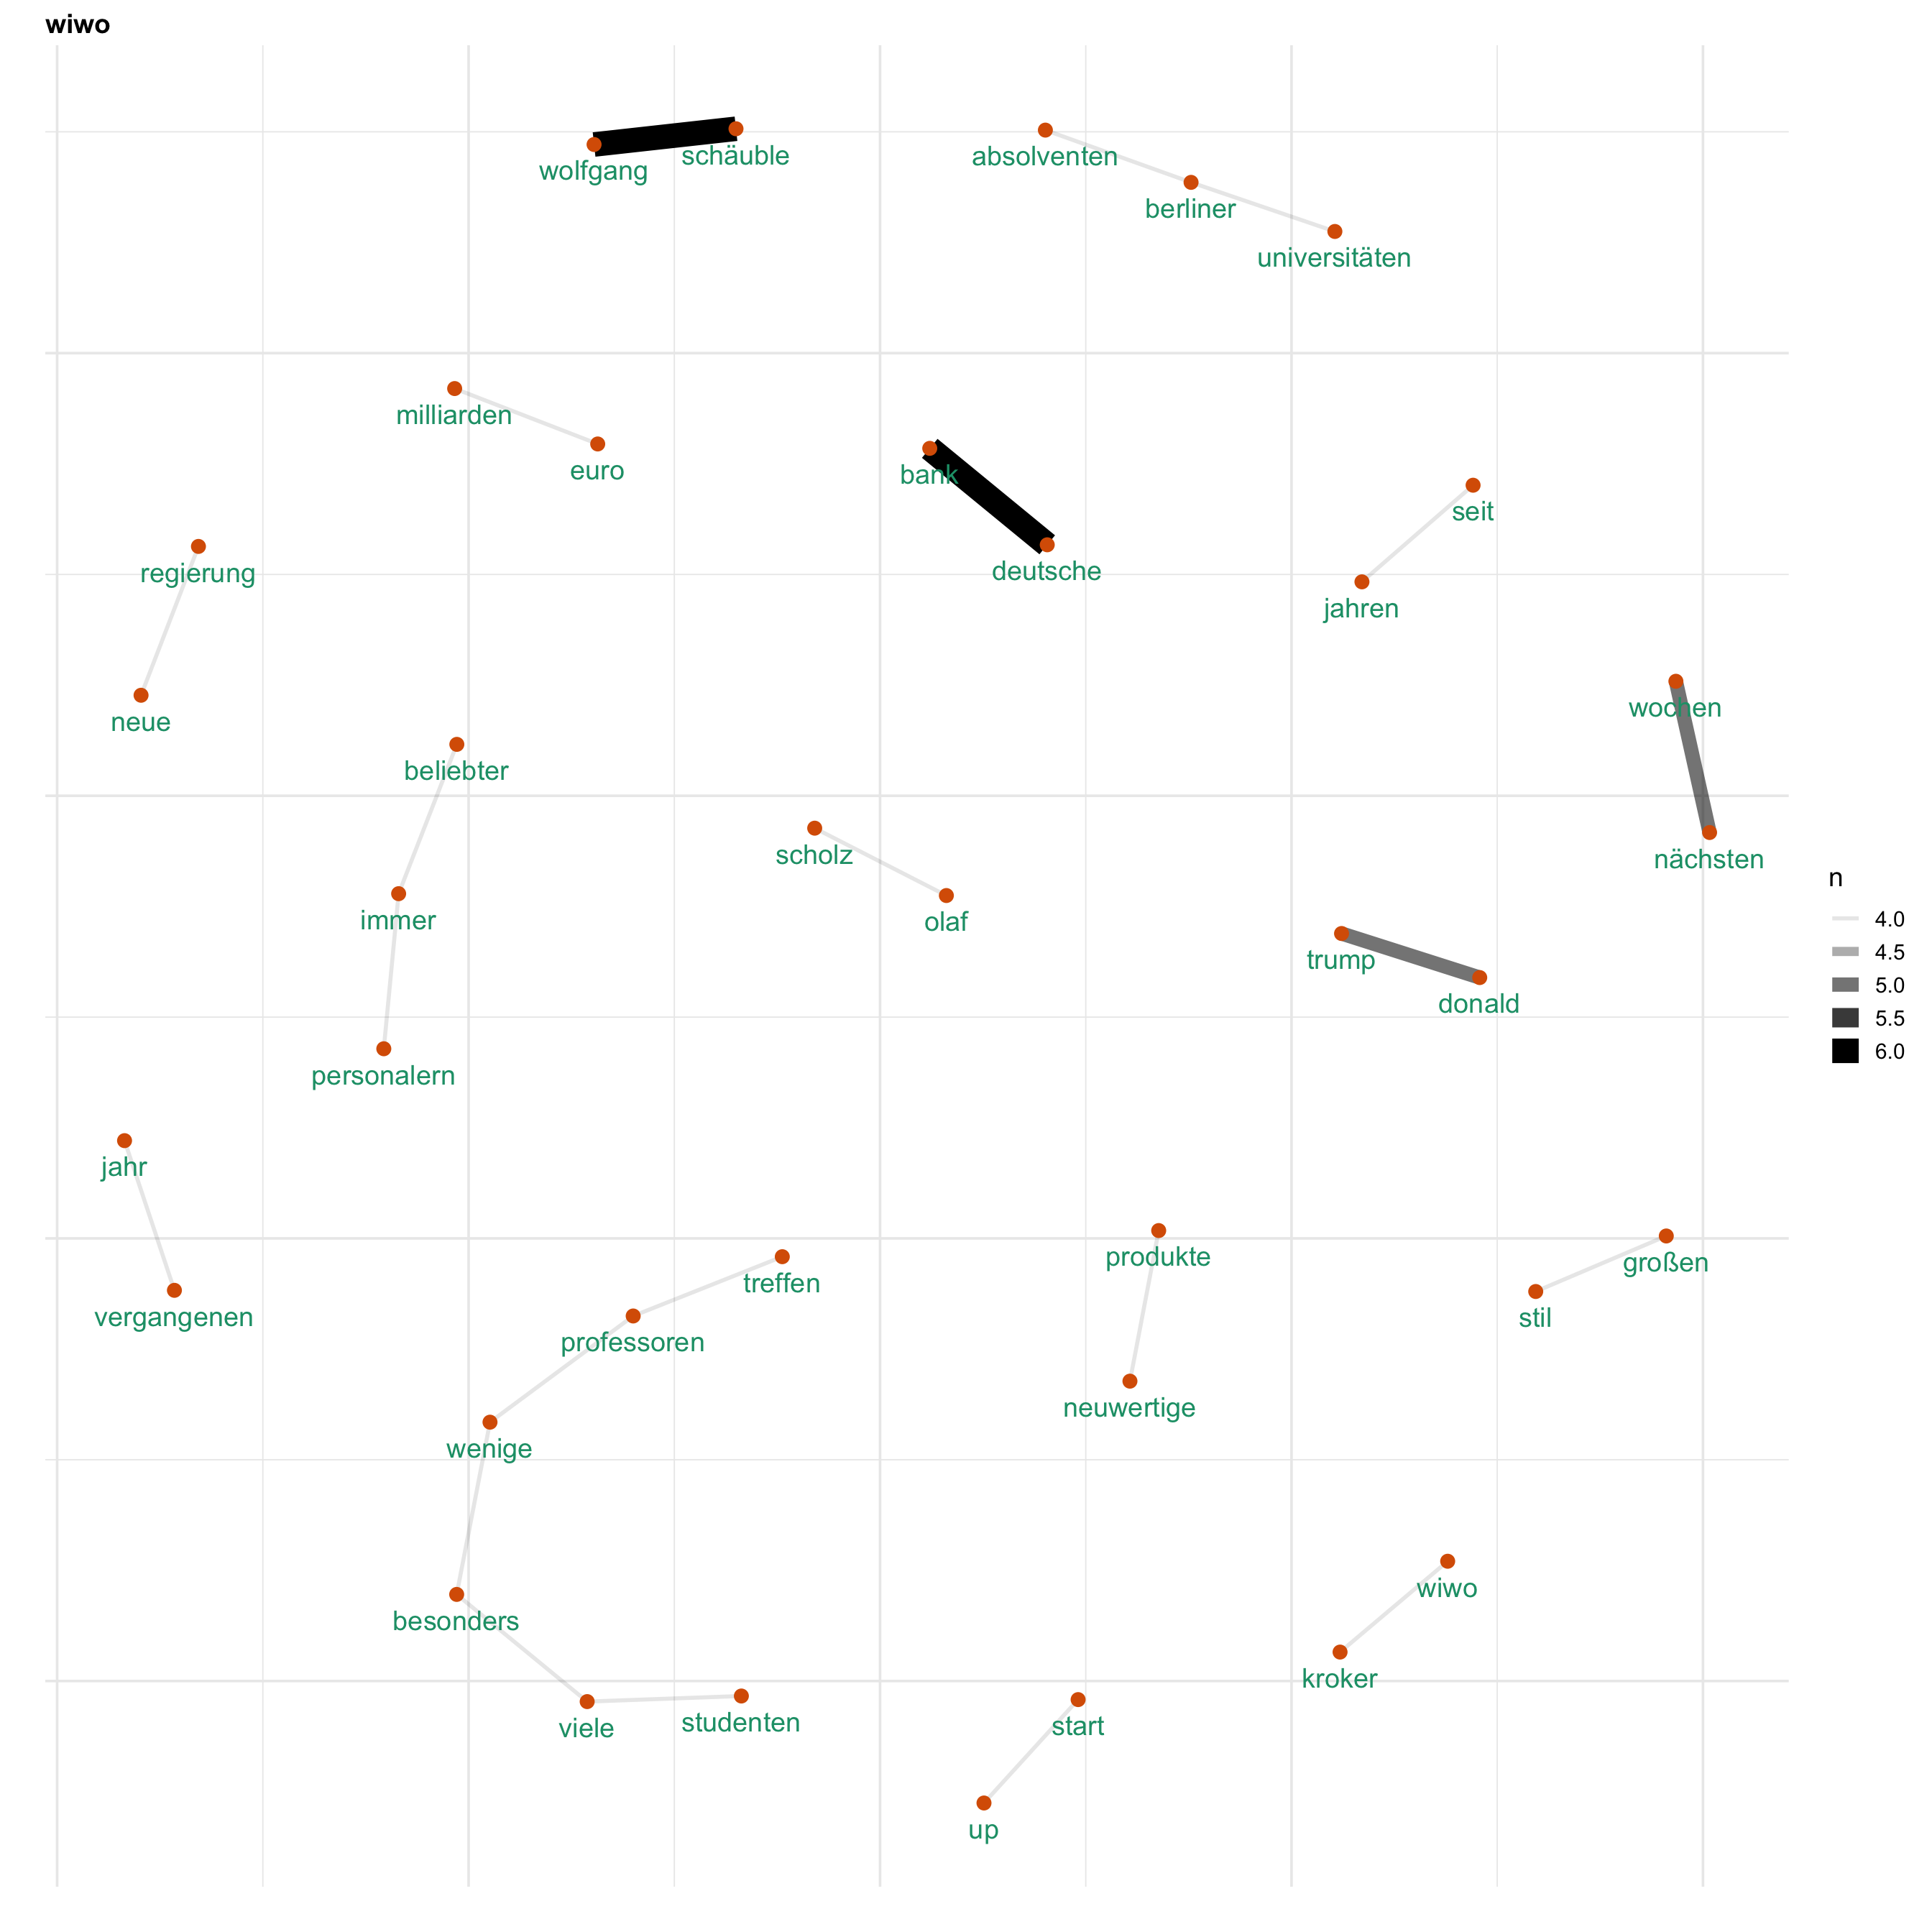 wiwo
schäuble
wolfgang
absolventen
berliner
universitäten
milliarden
euro
bank
deutsche
seit
jahren
regierung
neue
wochen
nächsten
beliebter
immer
personalern
scholz
olaf
trump
donald
n
4.0
4.5
5.0
5.5
6.0
jahr
vergangenen
treffen
professoren
wenige
besonders
viele
studenten
produkte
neuwertige
großen
stil
wiwo
kroker
start
up